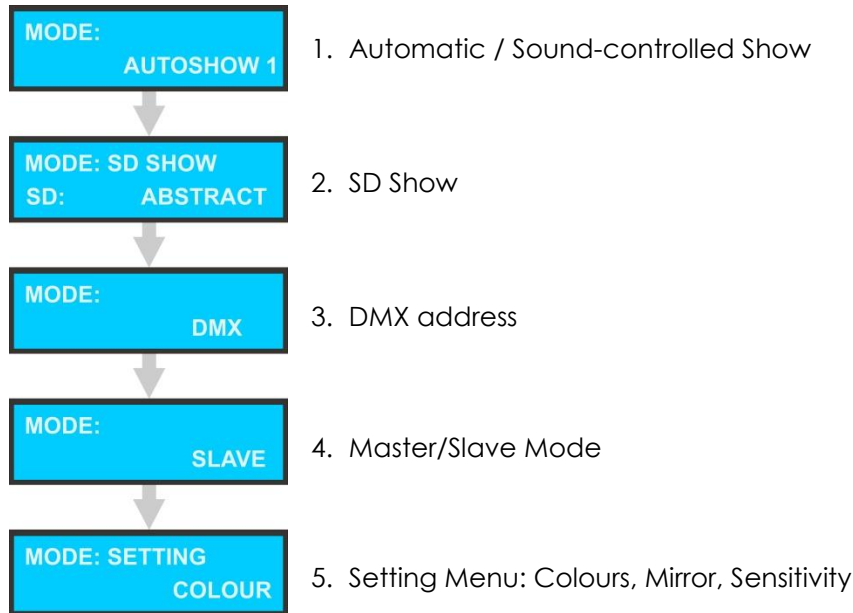 MODE:
AUTOSHOW 1
1. Automatic / Sound-controlled Show
MODE: SD SHOW
SD: ABSTRACT
2. SD Show
MODE:
DMX
3. DMX address
MODE:
SLAVE
4. Master/Slave Mode
MODE: SETTING
COLOUR
5. Setting Menu: Colours, Mirror, Sensitivity